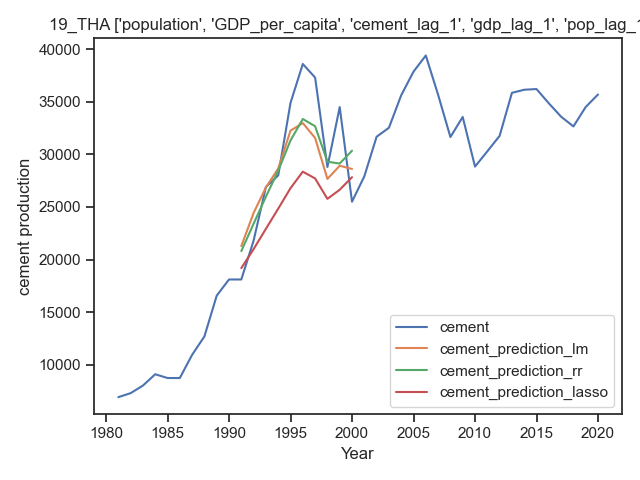 19_THA ['population', 'GDP_per_capita', 'cement_lag_1', 'gdp_lag_1', 'pop_lag_1
40000
35000
30000
25000
20000
15000
10000
cement production
cement
cement_prediction_lm
cement_prediction_rr
cement_prediction_lasso
1980 1985 1990 1995 2000 2005 2010 2015 2020
Year